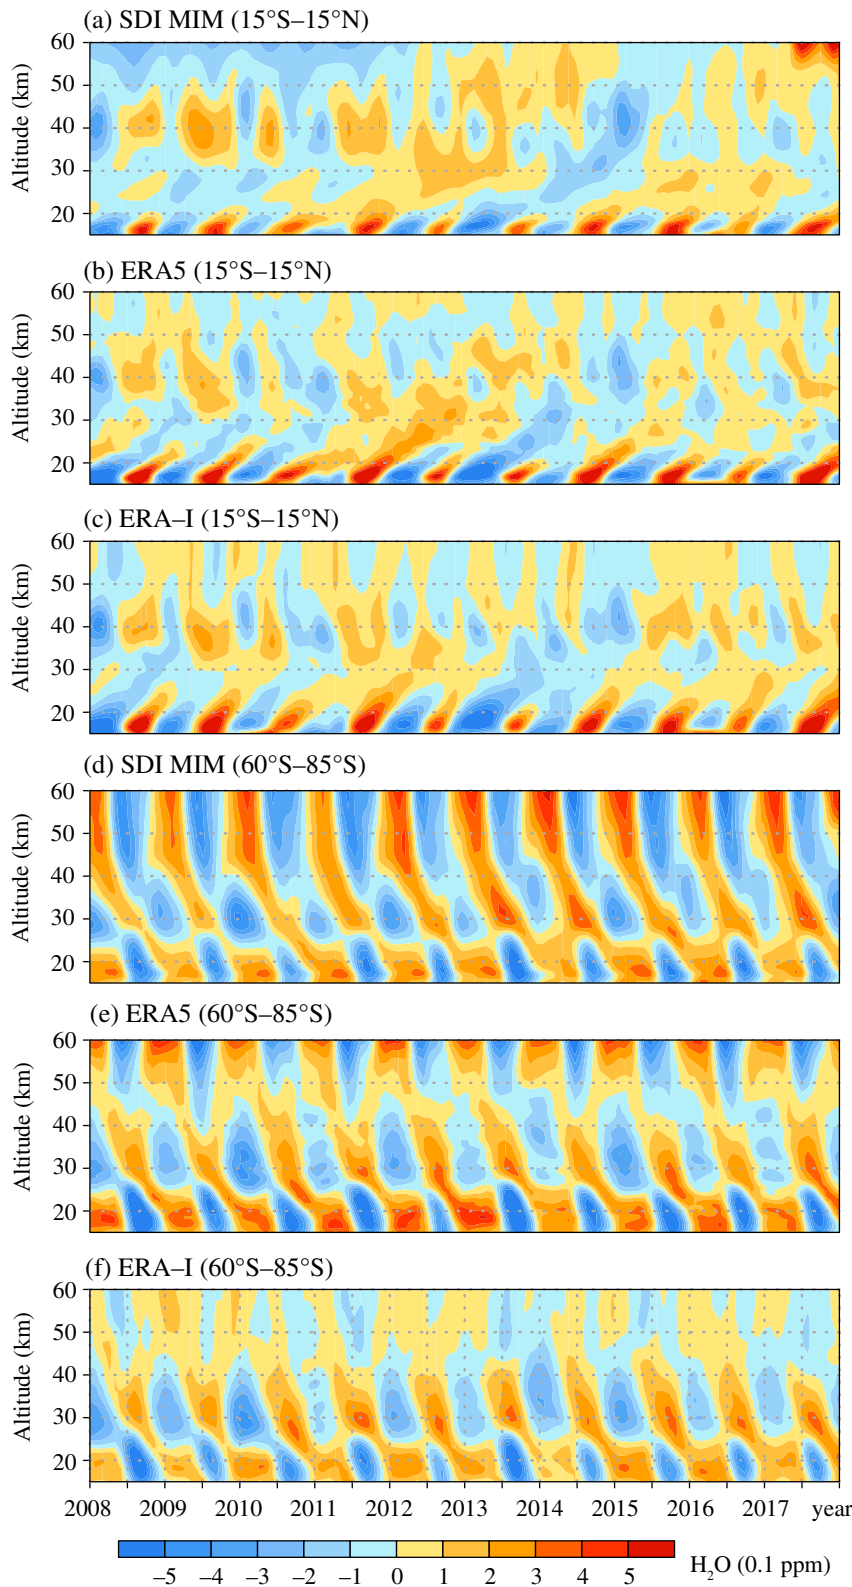 (a) SDI MIM (15°S–15°N)
60
50
40
30
20
Altitude (km)
(b) ERA5 (15°S–15°N)
60
50
40
30
20
Altitude (km)
(c) ERA–I (15°S–15°N)
60
50
40
30
20
Altitude (km)
(d) SDI MIM (60°S–85°S)
60
50
40
30
20
Altitude (km)
(e) ERA5 (60°S–85°S)
60
50
40
30
20
Altitude (km)
(f) ERA–I (60°S–85°S)
60
50
40
30
20
Altitude (km)
2008 2009 2010 2011 2012 2013 2014 2015 2016 2017 year
–5 –4 –3 –2 –1 0 1 2 3 4 5 H₂O (0.1 ppm)